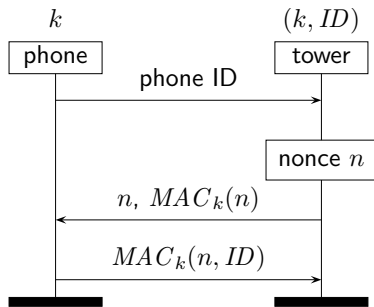 k
(k, ID)
phone
tower
phone ID
nonce n
n, MAC_k(n)
MAC_k(n, ID)